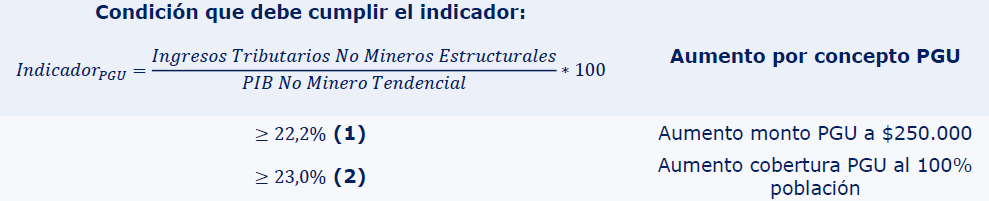 Condición que debe cumplir el indicador:
Indicador_PGU = Ingresos Tributarios No Mineros Estructurales / PIB No Minero Tendencial * 100
Aumento por concepto PGU
≥ 22,2% (1)
Aumento monto PGU a $250.000
≥ 23,0% (2)
Aumento cobertura PGU al 100%
población